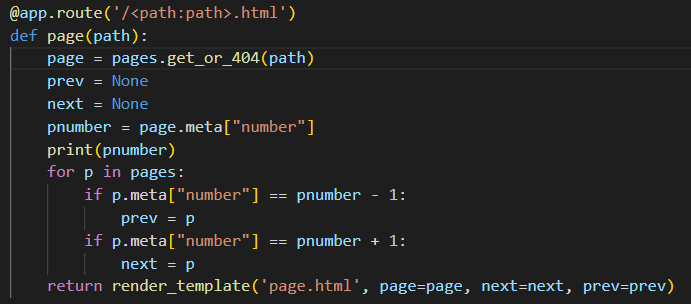 @app.route('/<path:path>.html')
def page(path):
    page = pages.get_or_404(path)
    prev = None
    next = None
    pnumber = page.meta["number"]
    print(pnumber)
    for p in pages:
        if p.meta["number"] == pnumber - 1:
            prev = p
        if p.meta["number"] == pnumber + 1:
            next = p
    return render_template('page.html', page=page, next=next, prev=prev)